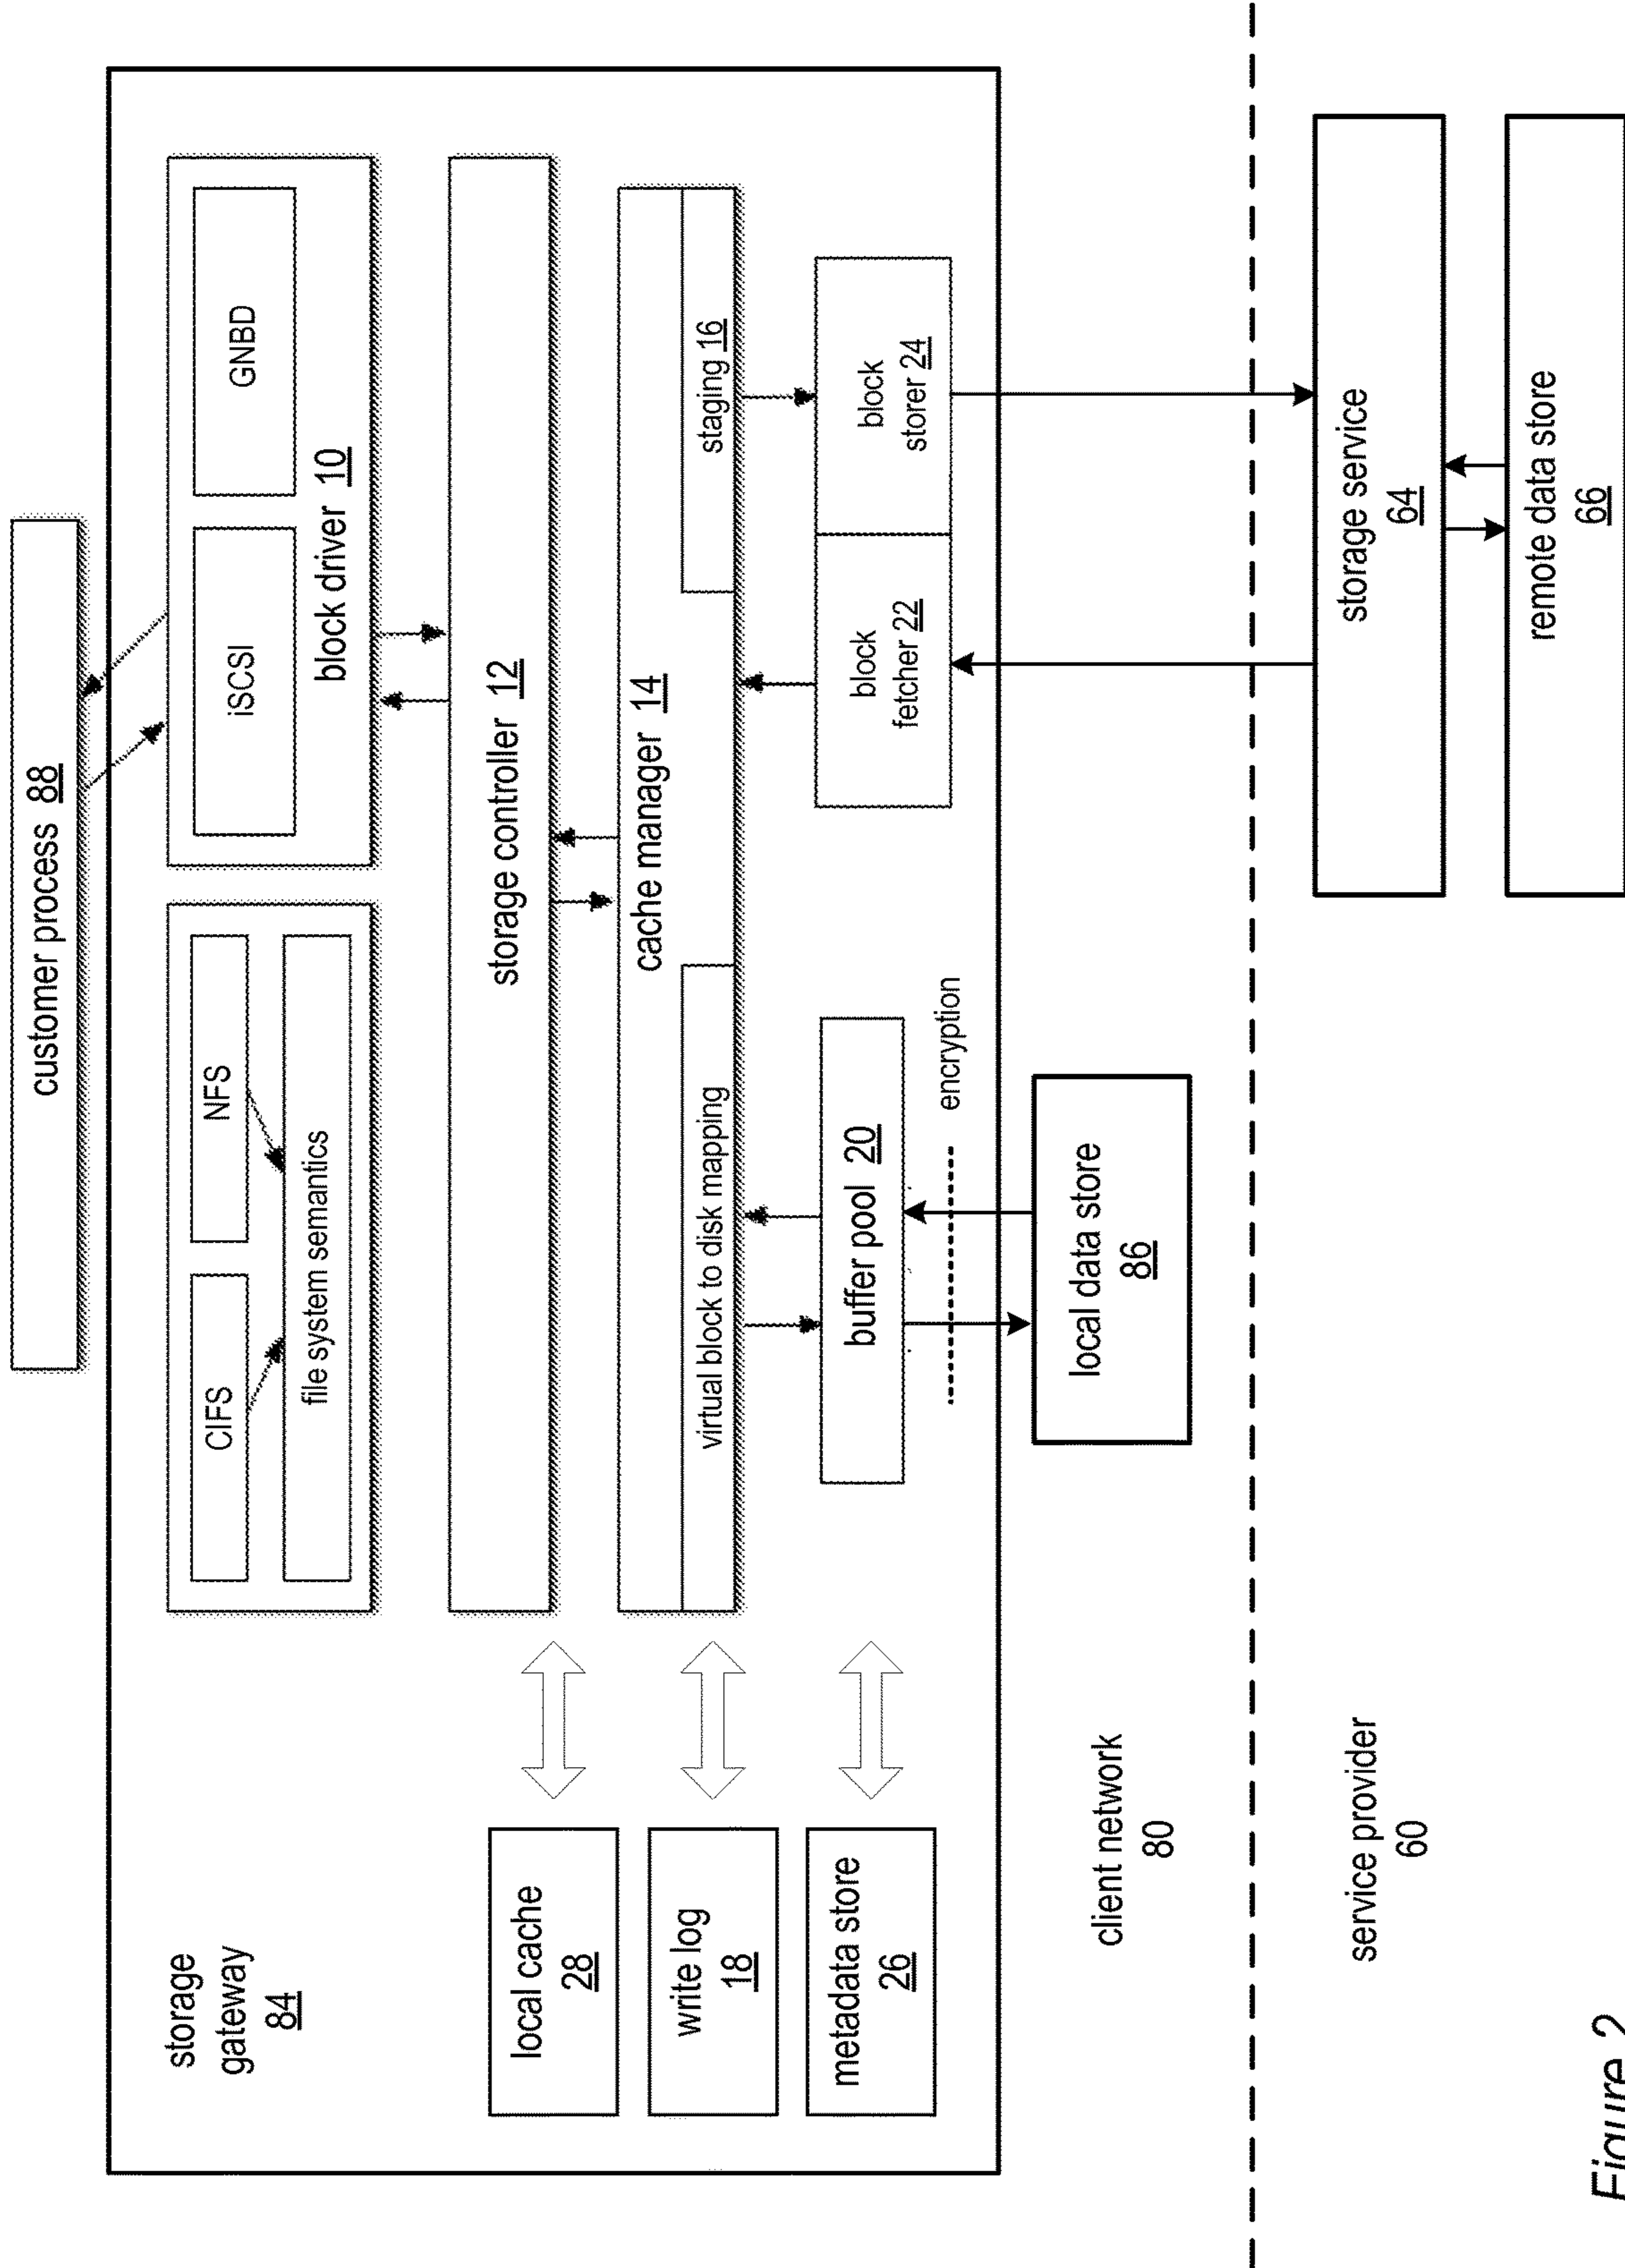 customer process 88
storage
gateway
84
CIFS
NFS
file system semantics
iSCSI
GNBD
block driver 10
storage controller 12
cache manager 14
virtual block to disk mapping
staging 16
local cache
28
write log
18
metadata store
26
buffer pool 20
block
fetcher 22
block
storer 24
encryption
local data store
86
client network
80
service provider
60
storage service
64
remote data store
66
Figure 2